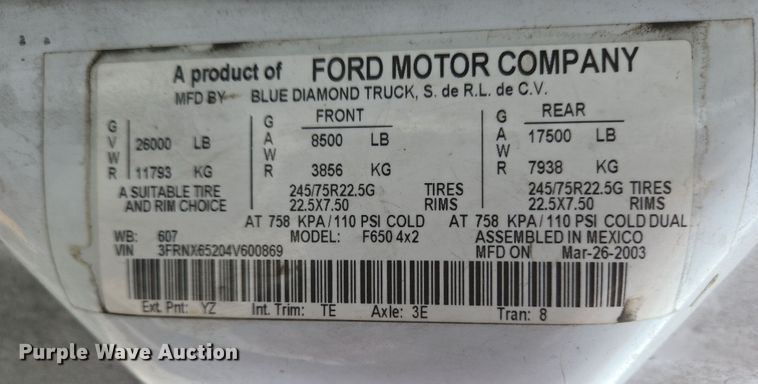 A product of FORD MOTOR COMPANY
MFD BY BLUE DIAMOND TRUCK, S. de R.L. de C.V.
FRONT REAR
GVWR 26000 LB GAWR 8500 LB GAWR 17500 LB
11793 KG 3856 KG 7938 KG
A SUITABLE TIRE 245/75R22.5G TIRES 245/75R22.5G TIRES
AND RIM CHOICE 22.5X7.50 RIMS 22.5X7.50 RIMS
AT 758 KPA/110 PSI COLD AT 758 KPA/110 PSI COLD DUAL
WB: 607 MODEL: F650 4x2 ASSEMBLED IN MEXICO
VIN 3FRNX65204V600869 MFD ON Mar-26-2003
Ext. Pnt: YZ Int. Trim: TE Axle: 3E Tran: 8
Purple Wave Auction